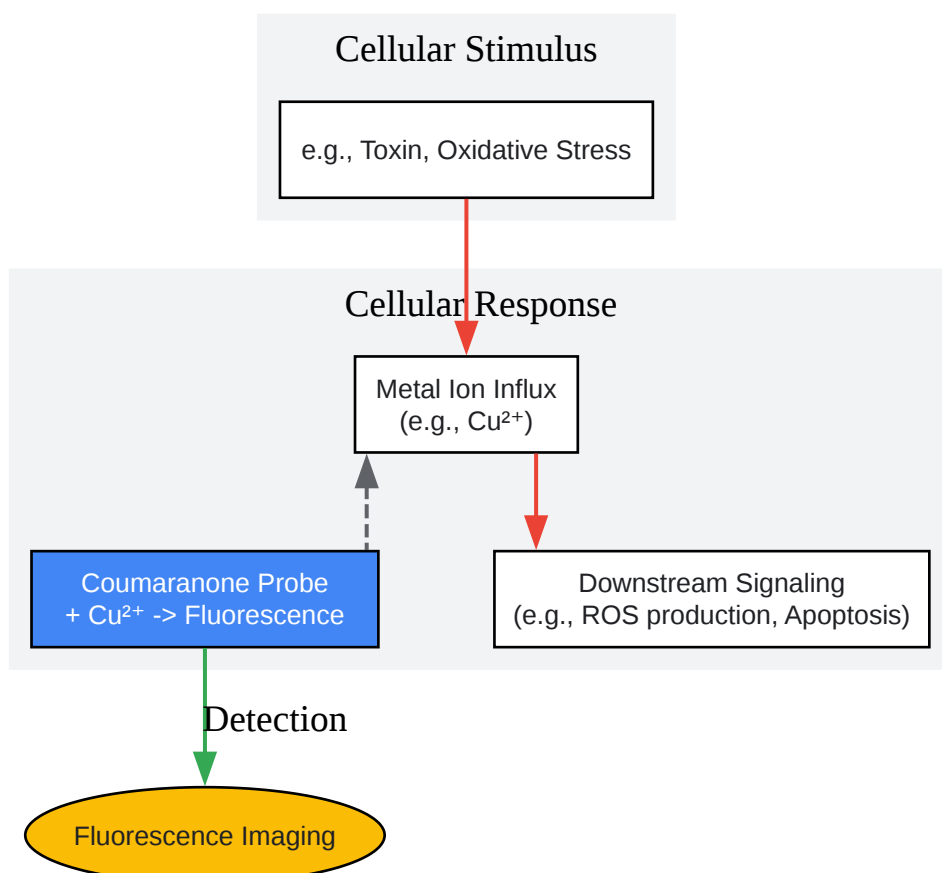 Cellular Stimulus
e.g., Toxin, Oxidative Stress
Cellular Response
Metal Ion Influx
(e.g., Cu²⁺)
Coumaranone Probe
+ Cu²⁺ -> Fluorescence
Downstream Signaling
(e.g., ROS production, Apoptosis)
Detection
Fluorescence Imaging